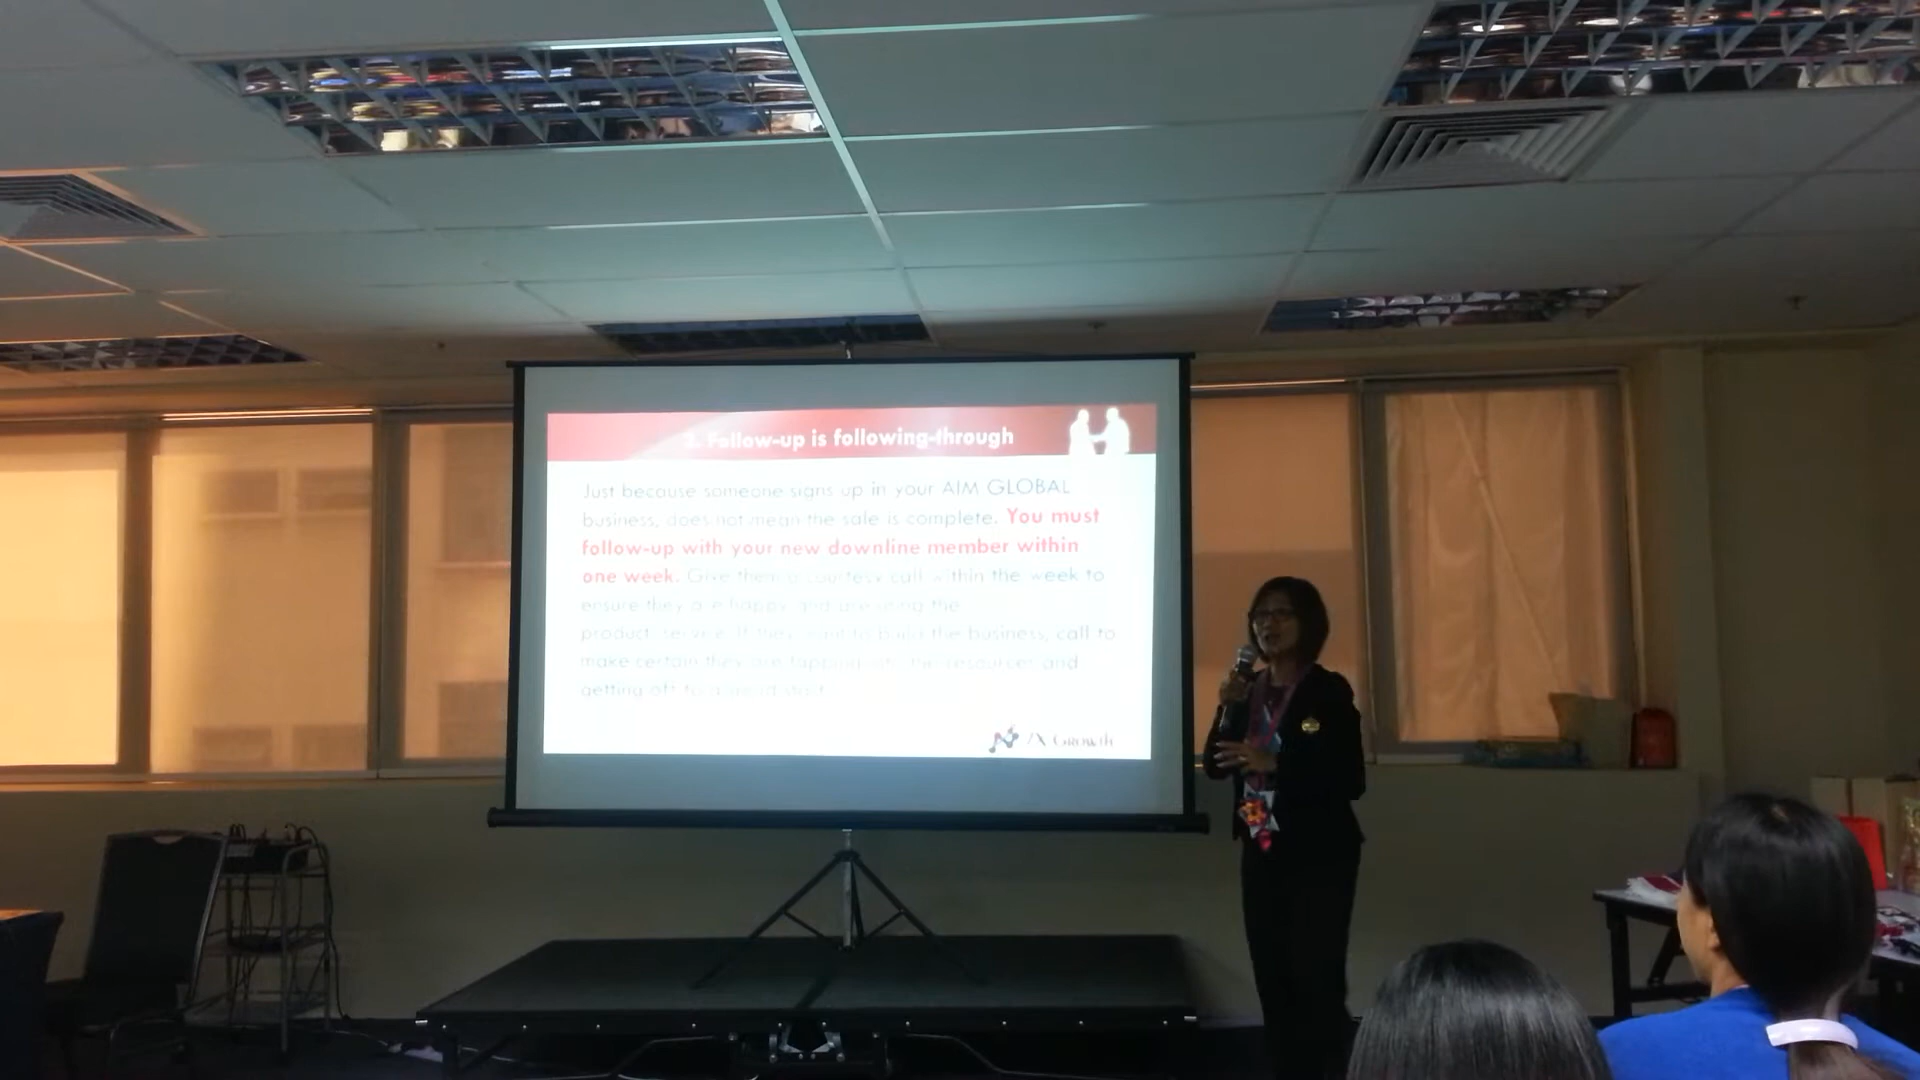 2. Follow-up is following-through
Just because someone signs up in your AIM GLOBAL
business, does not mean the sale is complete. You must
follow-up with your new downline member within
one week. Give them a courtesy call within the week to
ensure they are happy and are using the
product service. If they want to build the business, call to
make certain they are tapping into the resources and
getting off to a good start.
7X Growth